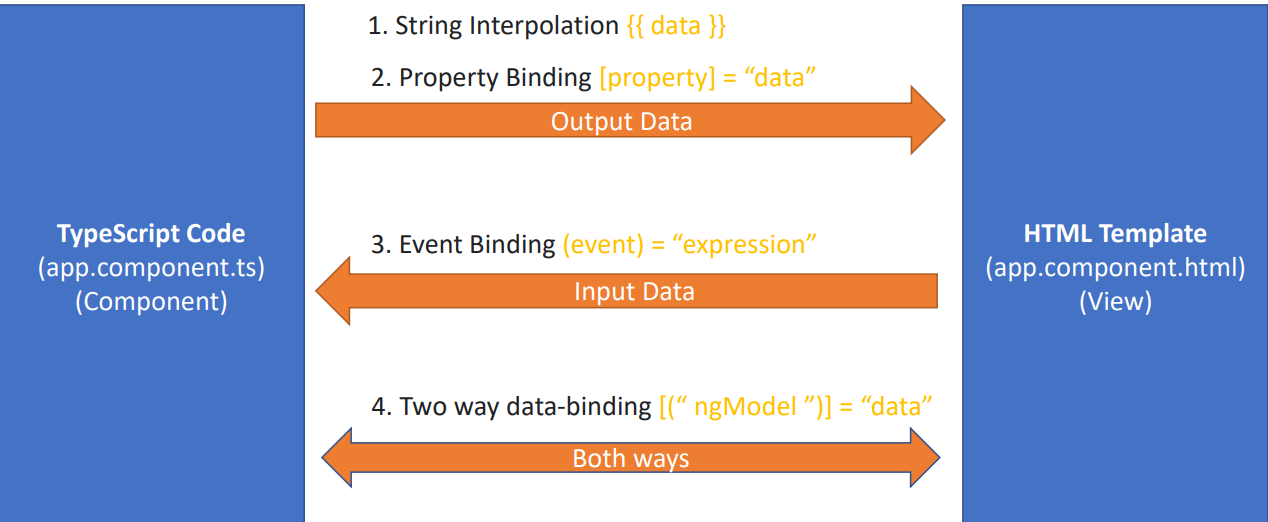 1. String Interpolation {{ data }}
2. Property Binding [property] = “data”
Output Data
TypeScript Code
(app.component.ts)
(Component)
3. Event Binding (event) = “expression”
Input Data
HTML Template
(app.component.html)
(View)
4. Two way data-binding [(“ ngModel ”)] = “data”
Both ways